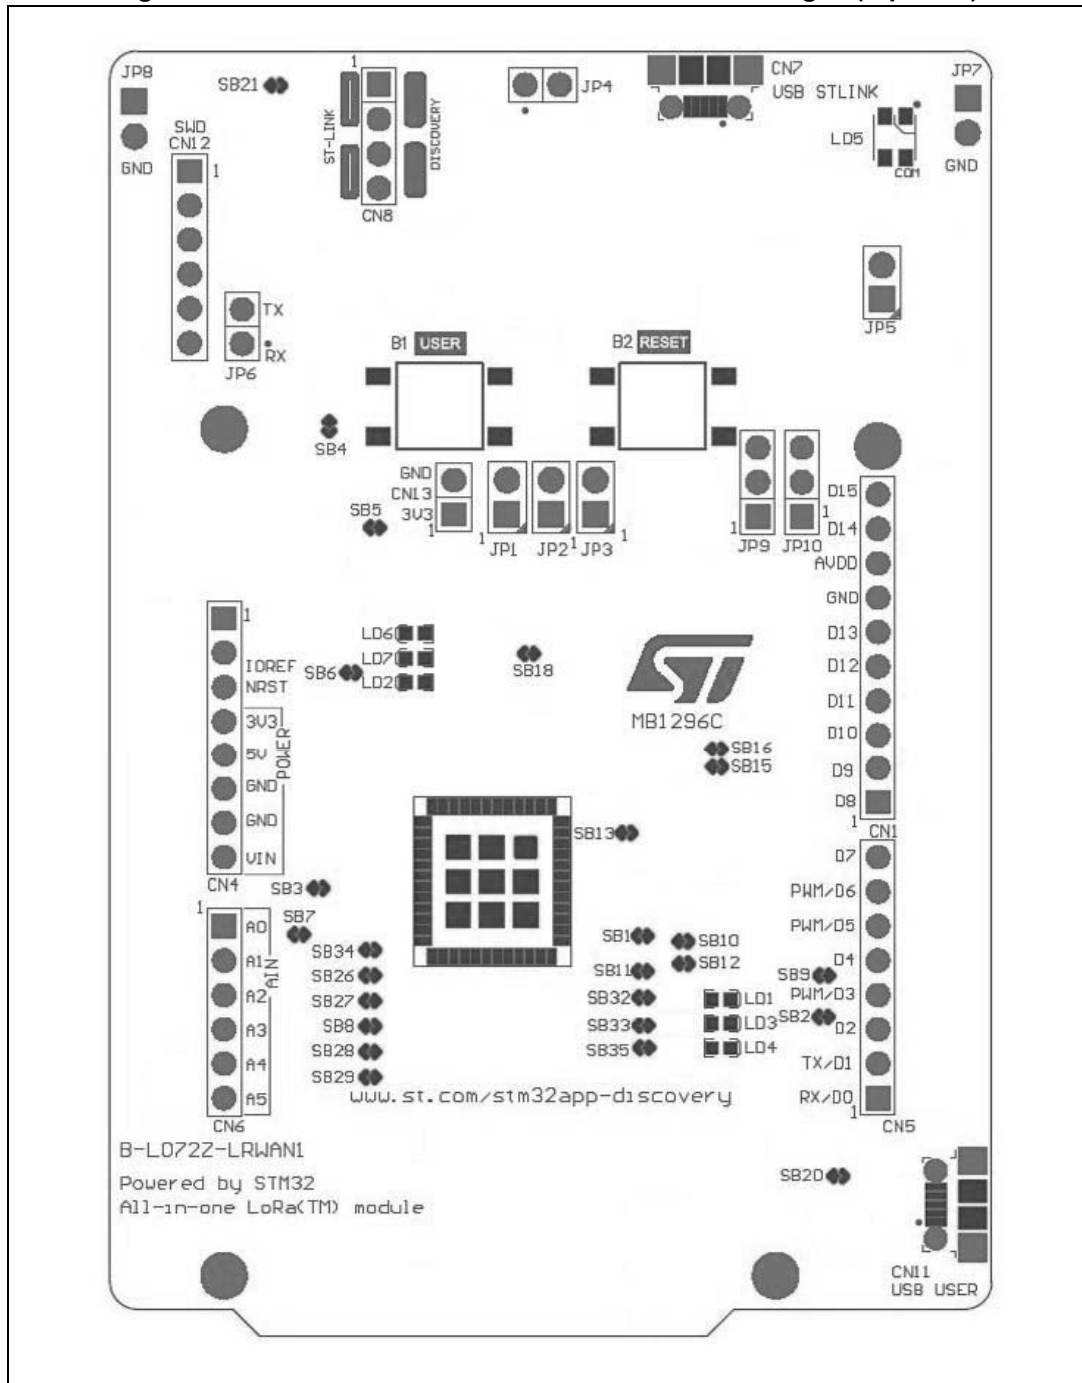 JP8
SB21
1
ST-LINK
DISCOVERY
CN8
JP4
CN7
USB STLINK
JP7
LD5
COM
GND
SWD
CN12
1
GND
TX
RX
JP6
JP5
B1 USER
B2 RESET
SB4
GND
CN13
3V3
1
SB5
1
JP1
1
JP2
1
JP3
1
JP9
1
JP10
D15
D14
AVDD
GND
D13
D12
D11
D10
D9
D8
1
CN1
1
IOREF
NRST
3V3
5V
GND
GND
VIN
POWER
CN4
LD6
LD7
LD2
SB6
SB18
MB1296C
SB16
SB15
SB13
SB3
SB7
1
A0
A1
A2
A3
A4
A5
AIN
CN6
SB34
SB26
SB27
SB8
SB28
SB29
SB1
SB10
SB11
SB12
SB32
SB33
SB35
LD1
LD3
LD4
SB9
SB2
D7
PWM/D6
PWM/D5
D4
PWM/D3
D2
TX/D1
RX/D0
1
CN5
www.st.com/stm32app-discovery
B-L072Z-LRWAN1
Powered by STM32
All-in-one LoRa(TM) module
SB20
CN11
USB USER